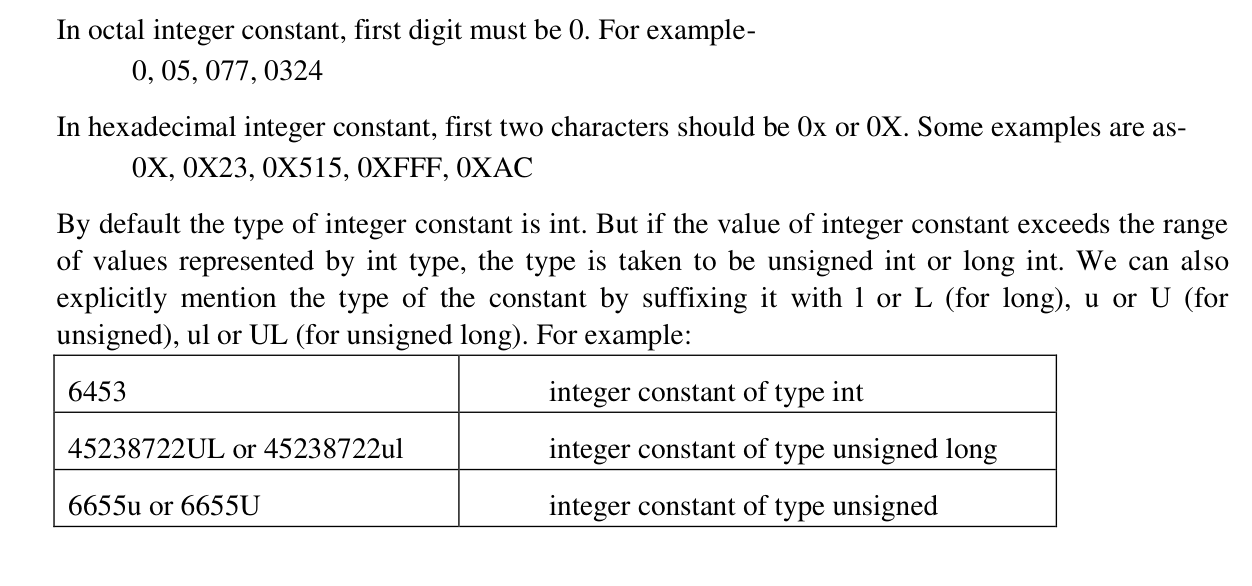 In octal integer constant, first digit must be 0. For example-
0, 05, 077, 0324
In hexadecimal integer constant, first two characters should be 0x or 0X. Some examples are as-
0X, 0X23, 0X515, 0XFFF, 0XAC
By default the type of integer constant is int. But if the value of integer constant exceeds the range
of values represented by int type, the type is taken to be unsigned int or long int. We can also
explicitly mention the type of the constant by suffixing it with l or L (for long), u or U (for
unsigned), ul or UL (for unsigned long). For example:
6453 integer constant of type int
45238722UL or 45238722ul integer constant of type unsigned long
6655u or 6655U integer constant of type unsigned